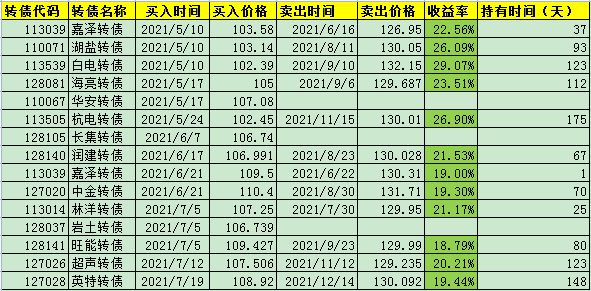 转债代码 转债名称 买入时间 买入价格 卖出时间 卖出价格 收益率 持有时间（天）
113039 嘉泽转债 2021/5/10 103.58 2021/6/16 126.95 22.56% 37
110071 湖盐转债 2021/5/10 103.14 2021/8/11 130.05 26.09% 93
113539 白电转债 2021/5/10 102.39 2021/9/10 132.15 29.07% 123
128081 海亮转债 2021/5/17 105 2021/9/6 129.687 23.51% 112
110067 华安转债 2021/5/17 107.08
113505 杭电转债 2021/5/24 102.45 2021/11/15 130.01 26.90% 175
128105 长集转债 2021/6/7 106.74
128140 润建转债 2021/6/17 106.991 2021/8/23 130.028 21.53% 67
113039 嘉泽转债 2021/6/21 109.5 2021/6/22 130.31 19.00% 1
127020 中金转债 2021/6/21 110.4 2021/8/30 131.71 19.30% 70
113014 林洋转债 2021/7/5 107.25 2021/7/30 129.95 21.17% 25
128037 岩土转债 2021/7/5 106.739
128141 旺能转债 2021/7/5 109.427 2021/9/23 129.99 18.79% 80
127026 超声转债 2021/7/12 107.506 2021/11/12 129.235 20.21% 123
127028 英特转债 2021/7/19 108.92 2021/12/14 130.092 19.44% 148